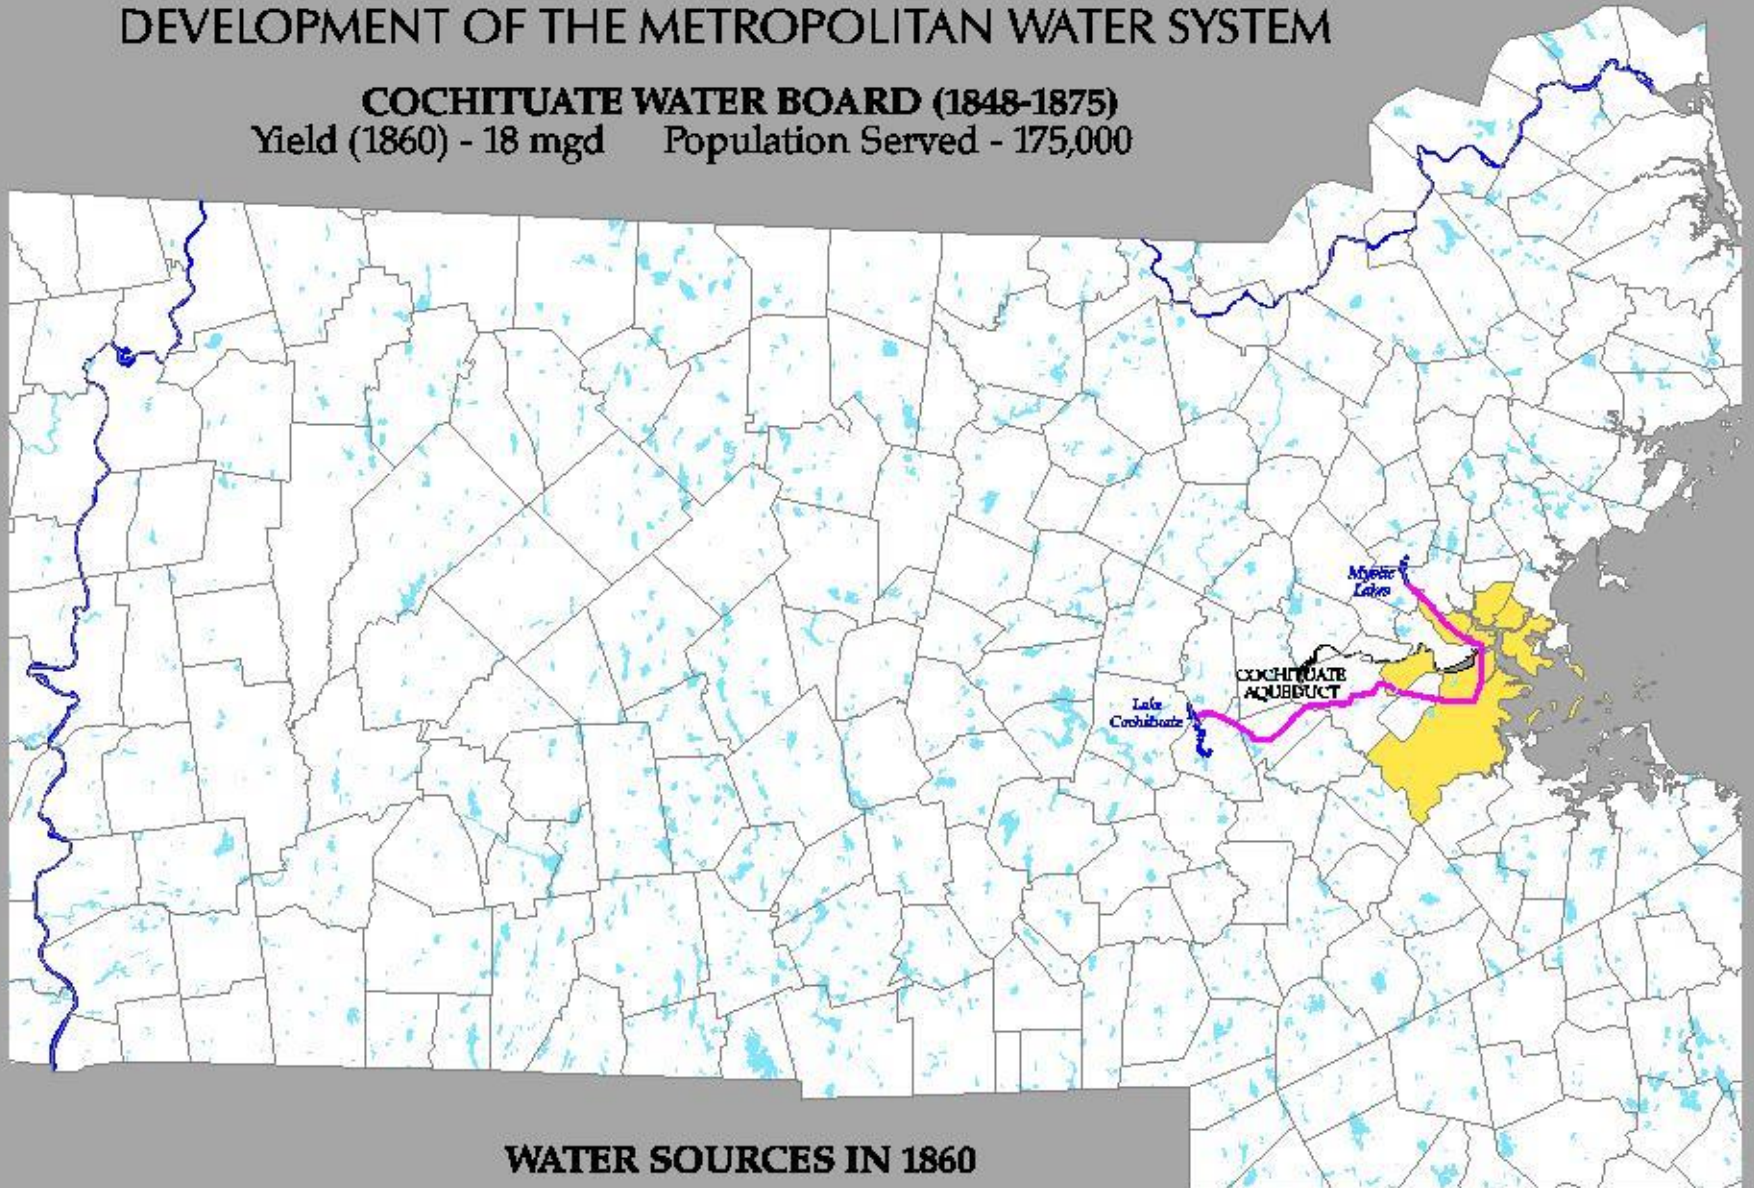 DEVELOPMENT OF THE METROPOLITAN WATER SYSTEM
COCHITUATE WATER BOARD (1848-1875)
Yield (1860) - 18 mgd Population Served - 175,000
Mystic
Lakes
COCHITUATE
AQUEDUCT
Lake
Cochituate
WATER SOURCES IN 1860